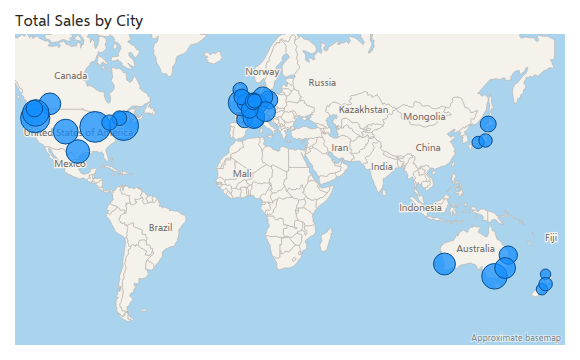 Total Sales by City
Norway
Canada
Russia
Kazakhstan
Mongolia
United States of America
Iran
China
Mexico
Mali
India
Indonesia
Brazil
Fiji
Australia
Approximate basemap